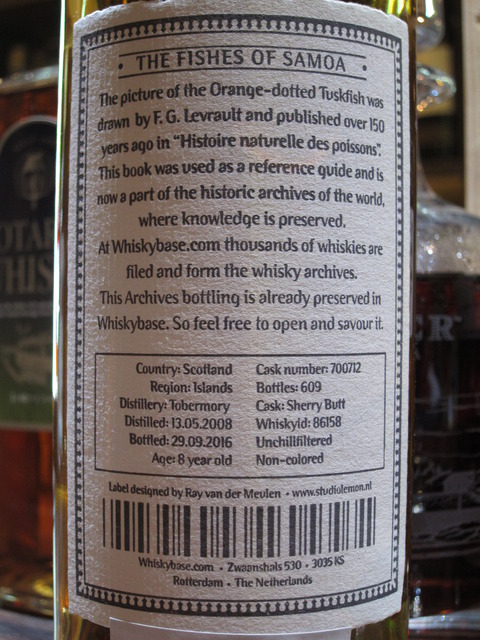 • THE FISHES OF SAMOA •
The picture of the Orange-dotted Tuskfish was
drawn by F. G. Levrault and published over 150
years ago in "Histoire naturelle des poissons".
This book was used as a reference guide and is
now a part of the historic archives of the world,
where knowledge is preserved.
At Whiskybase.com thousands of whiskies are
filed and form the whisky archives.
This Archives bottling is already preserved in
Whiskybase. So feel free to open and savour it.
Country: Scotland
Region: Islands
Distillery: Tobermory
Distilled: 13.05.2008
Bottled: 29.09.2016
Age: 8 year old
Cask number: 700712
Bottles: 609
Cask: Sherry Butt
Whiskyid: 86158
Unchillfiltered
Non-colored
Label designed by Ray van der Meulen • www.studiolemon.nl
Whiskybase.com • Zwaanshals 530 • 3035 KS
Rotterdam • The Netherlands